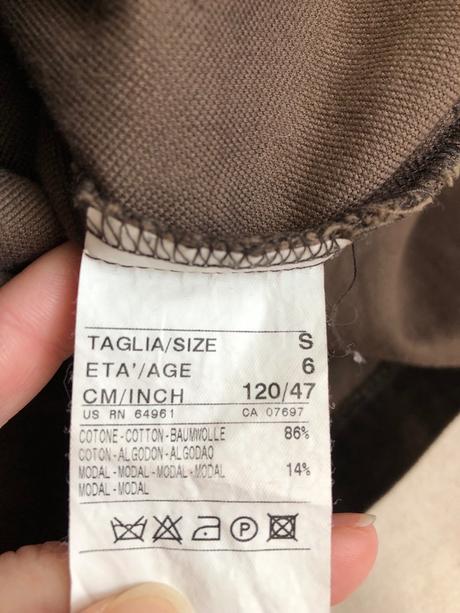 TAGLIA/SIZE S
ETA'/AGE 6
CM/INCH 120/47
US RN 64961 CA 07697
COTONE-COTTON-BAUMWOLLE 86%
COTON-ALGODON-ALGODAO
MODAL-MODAL-MODAL-MODAL 14%
MODAL-MODAL
P